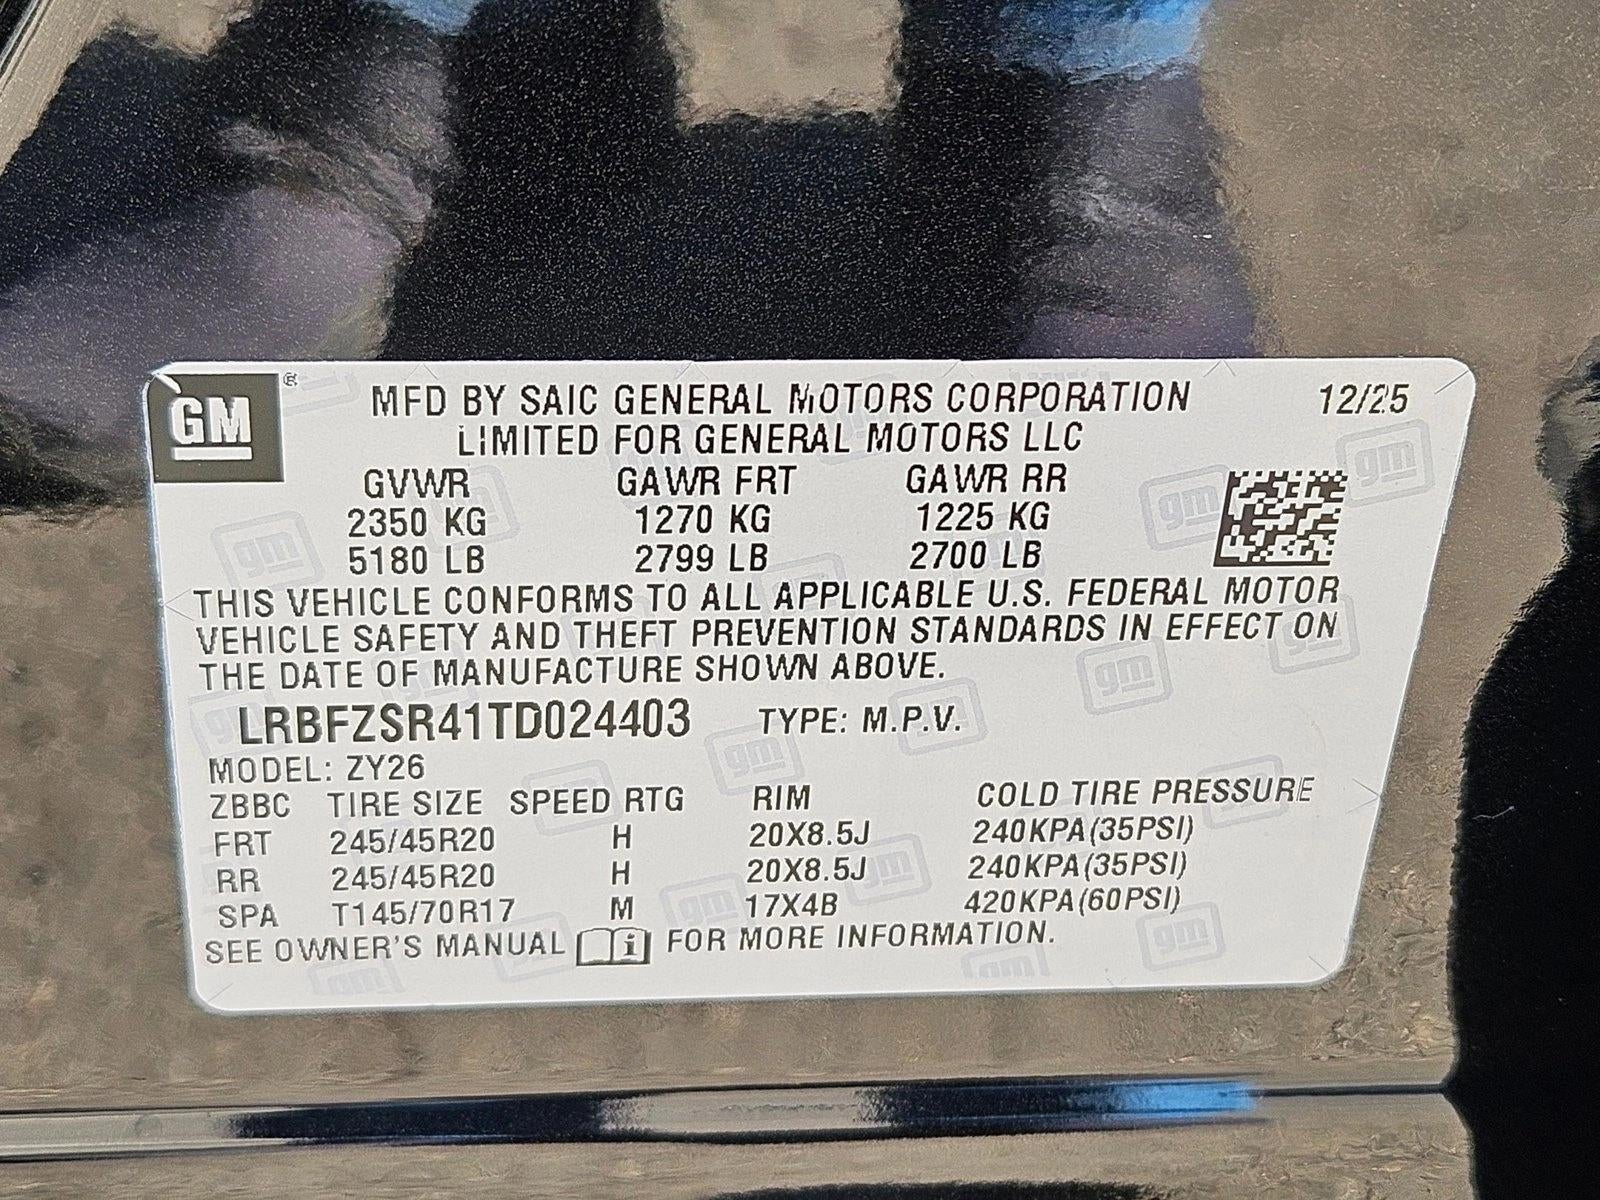 GM ® MFD BY SAIC GENERAL MOTORS CORPORATION 12/25
LIMITED FOR GENERAL MOTORS LLC
GVWR GAWR FRT GAWR RR
2350 KG 1270 KG 1225 KG
5180 LB 2799 LB 2700 LB
THIS VEHICLE CONFORMS TO ALL APPLICABLE U.S. FEDERAL MOTOR
VEHICLE SAFETY AND THEFT PREVENTION STANDARDS IN EFFECT ON
THE DATE OF MANUFACTURE SHOWN ABOVE.
LRBFZSR41TD024403 TYPE: M.P.V.
MODEL: ZY26
ZBBC TIRE SIZE SPEED RTG RIM COLD TIRE PRESSURE
FRT 245/45R20 H 20X8.5J 240KPA(35PSI)
RR 245/45R20 H 20X8.5J 240KPA(35PSI)
SPA T145/70R17 M 17X4B 420KPA(60PSI)
SEE OWNER'S MANUAL i FOR MORE INFORMATION.